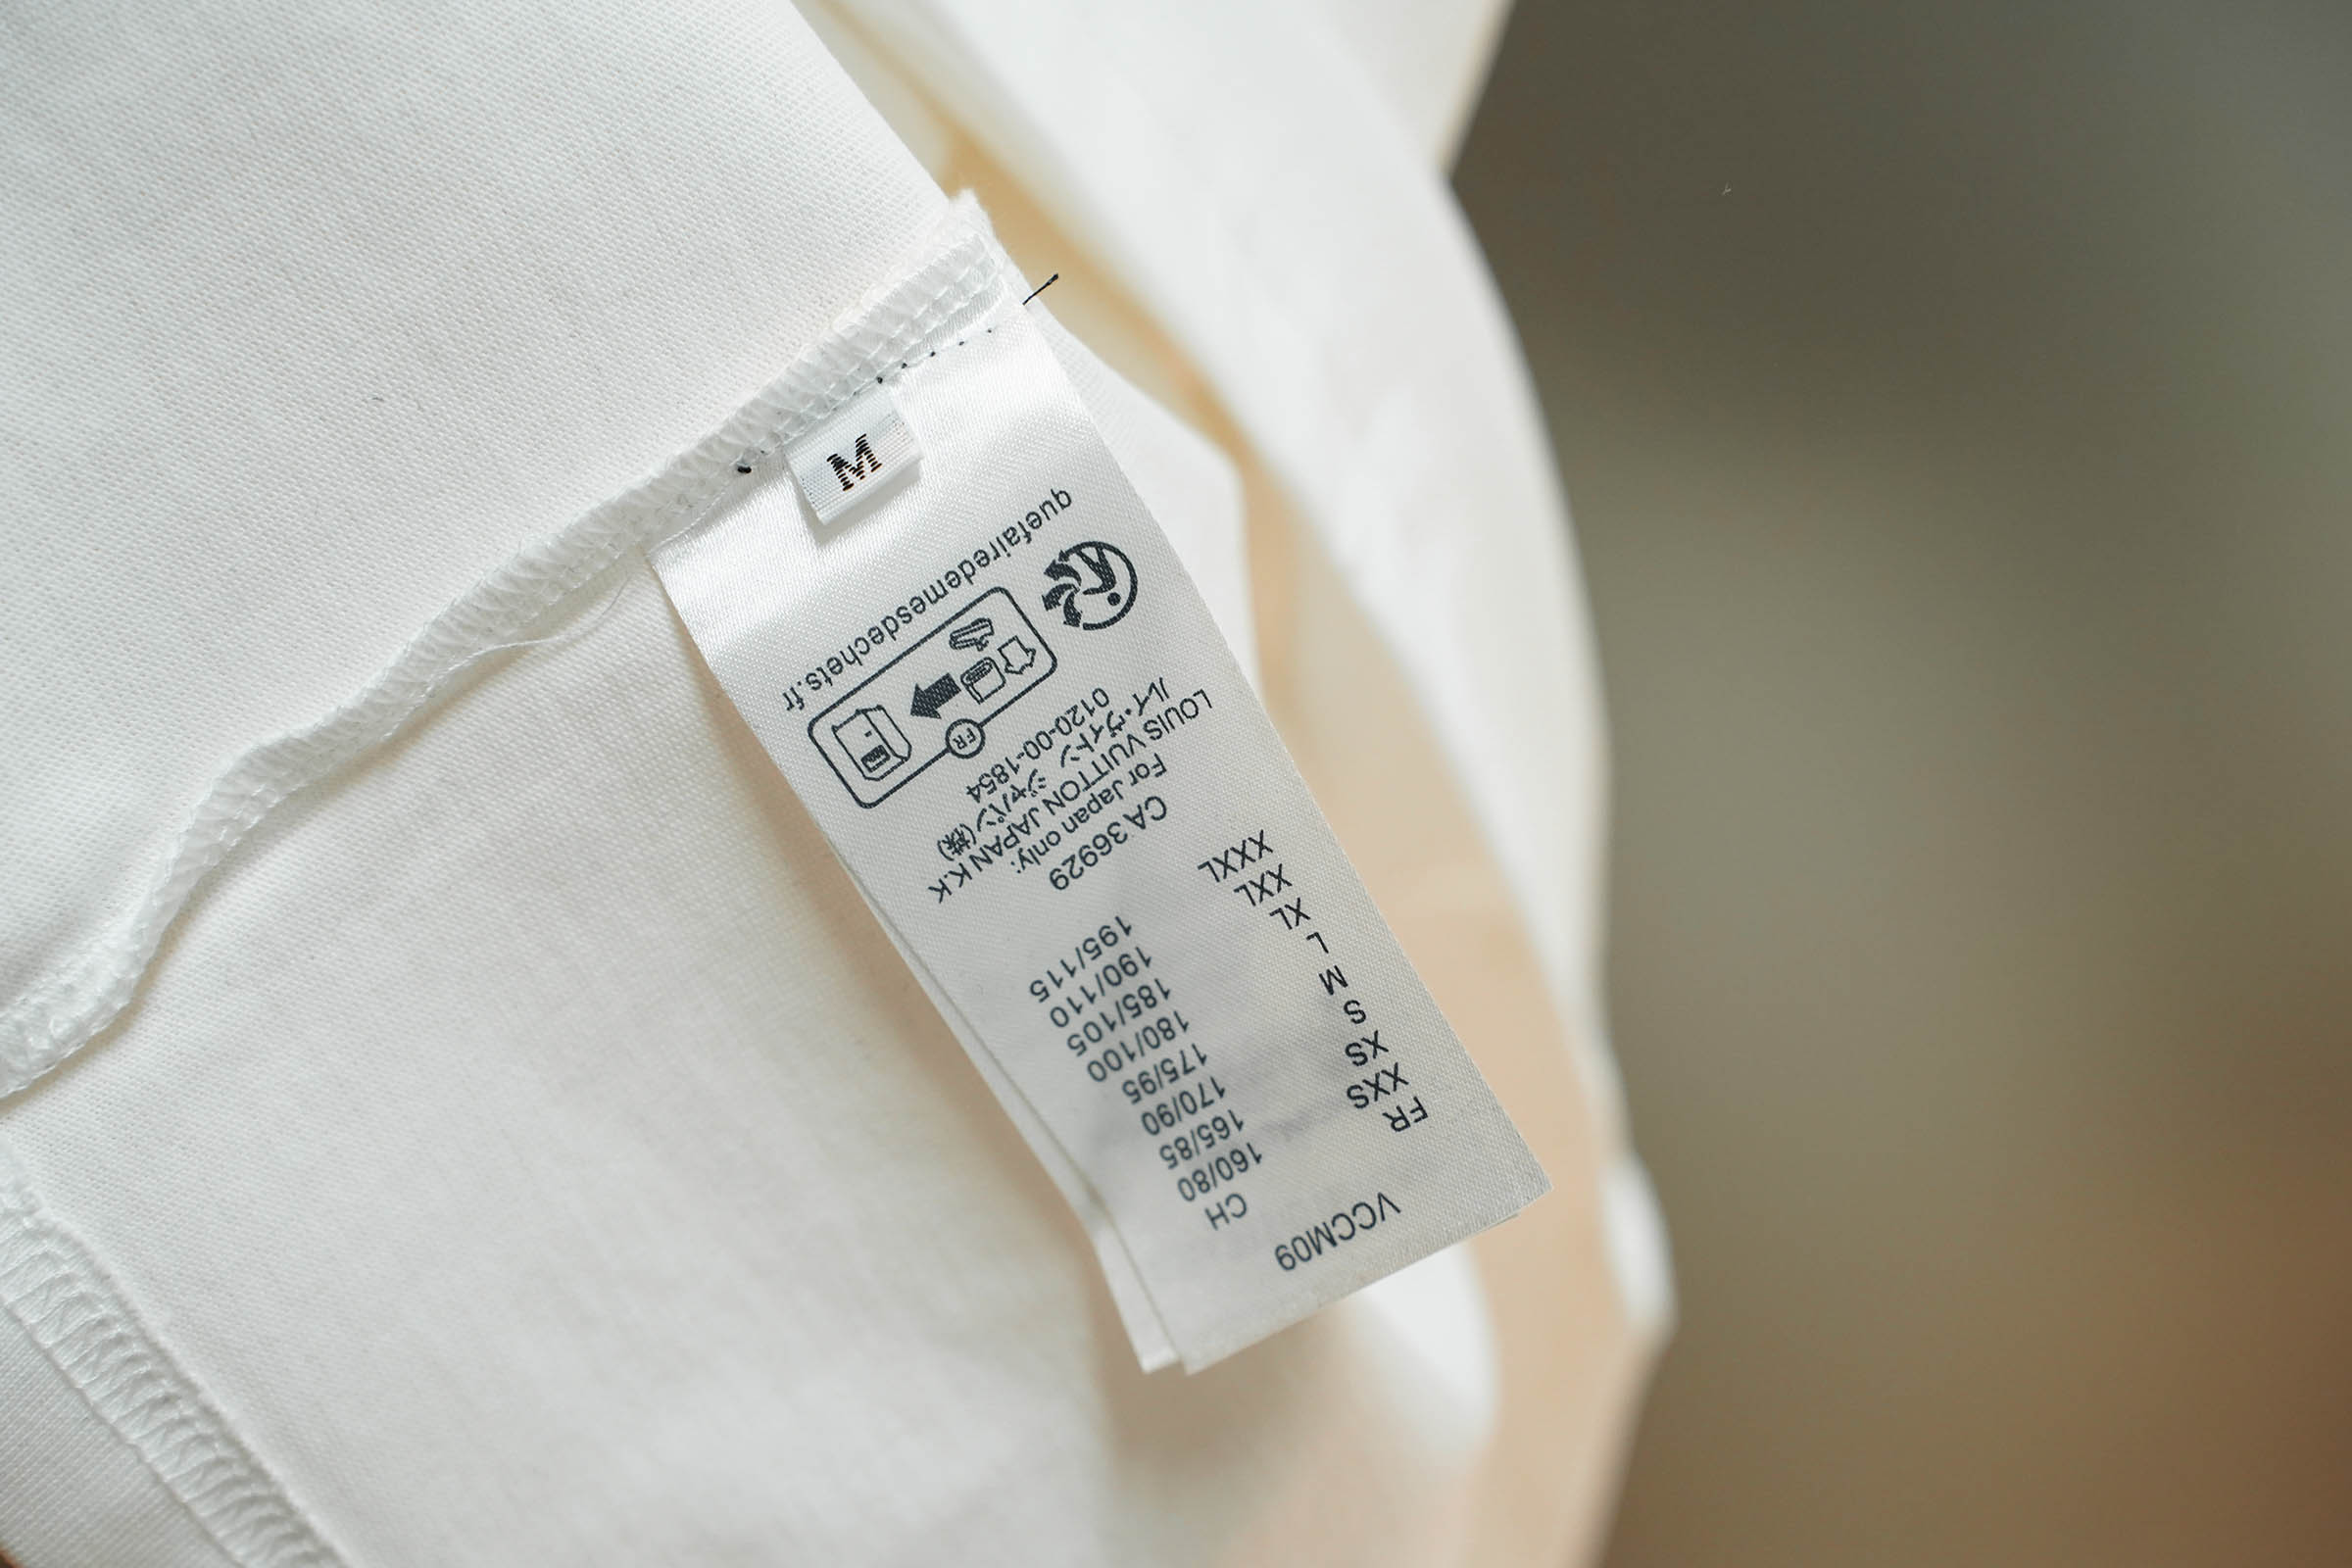 VCCM09
FR CH
XXS 160/80
XS 165/85
S 170/90
M 175/95
L 180/100
XL 185/105
XXL 190/110
XXXL 195/115
CA 36929
For Japan only:
LOUIS VUITTON JAPAN K.K
ルイ・ヴィトン ジャパン(株)
0120-00-1854
FR
quefairedemesdechets.fr
M